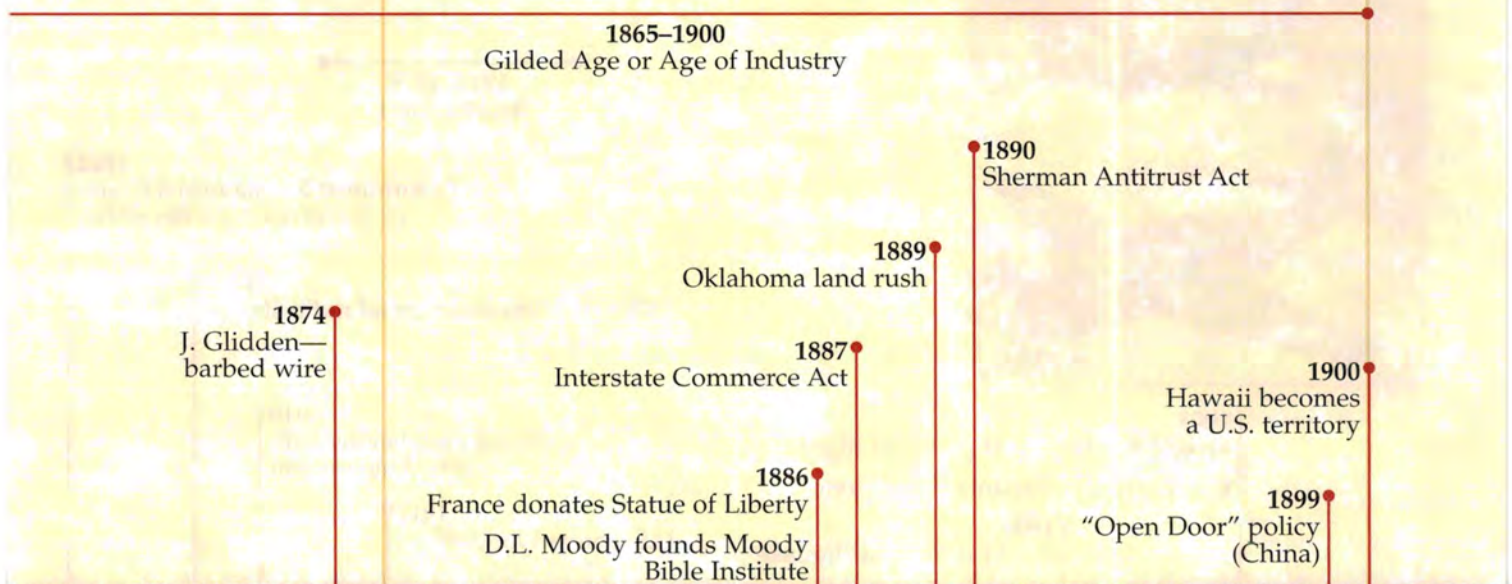 1865–1900
Gilded Age or Age of Industry
1890
Sherman Antitrust Act
1889
Oklahoma land rush
1874
J. Glidden—
barbed wire
1887
Interstate Commerce Act
1900
Hawaii becomes
a U.S. territory
1886
France donates Statue of Liberty
D.L. Moody founds Moody
Bible Institute
1899
“Open Door” policy
(China)